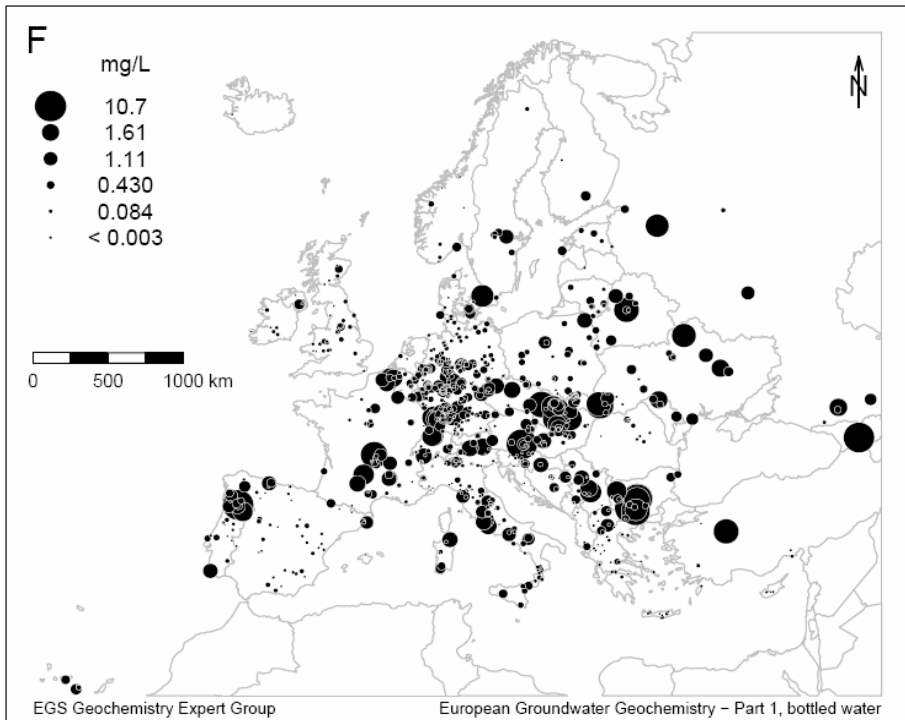 F
mg/L
10.7
1.61
1.11
0.430
0.084
< 0.003
N
0 500 1000 km
EGS Geochemistry Expert Group
European Groundwater Geochemistry − Part 1, bottled water